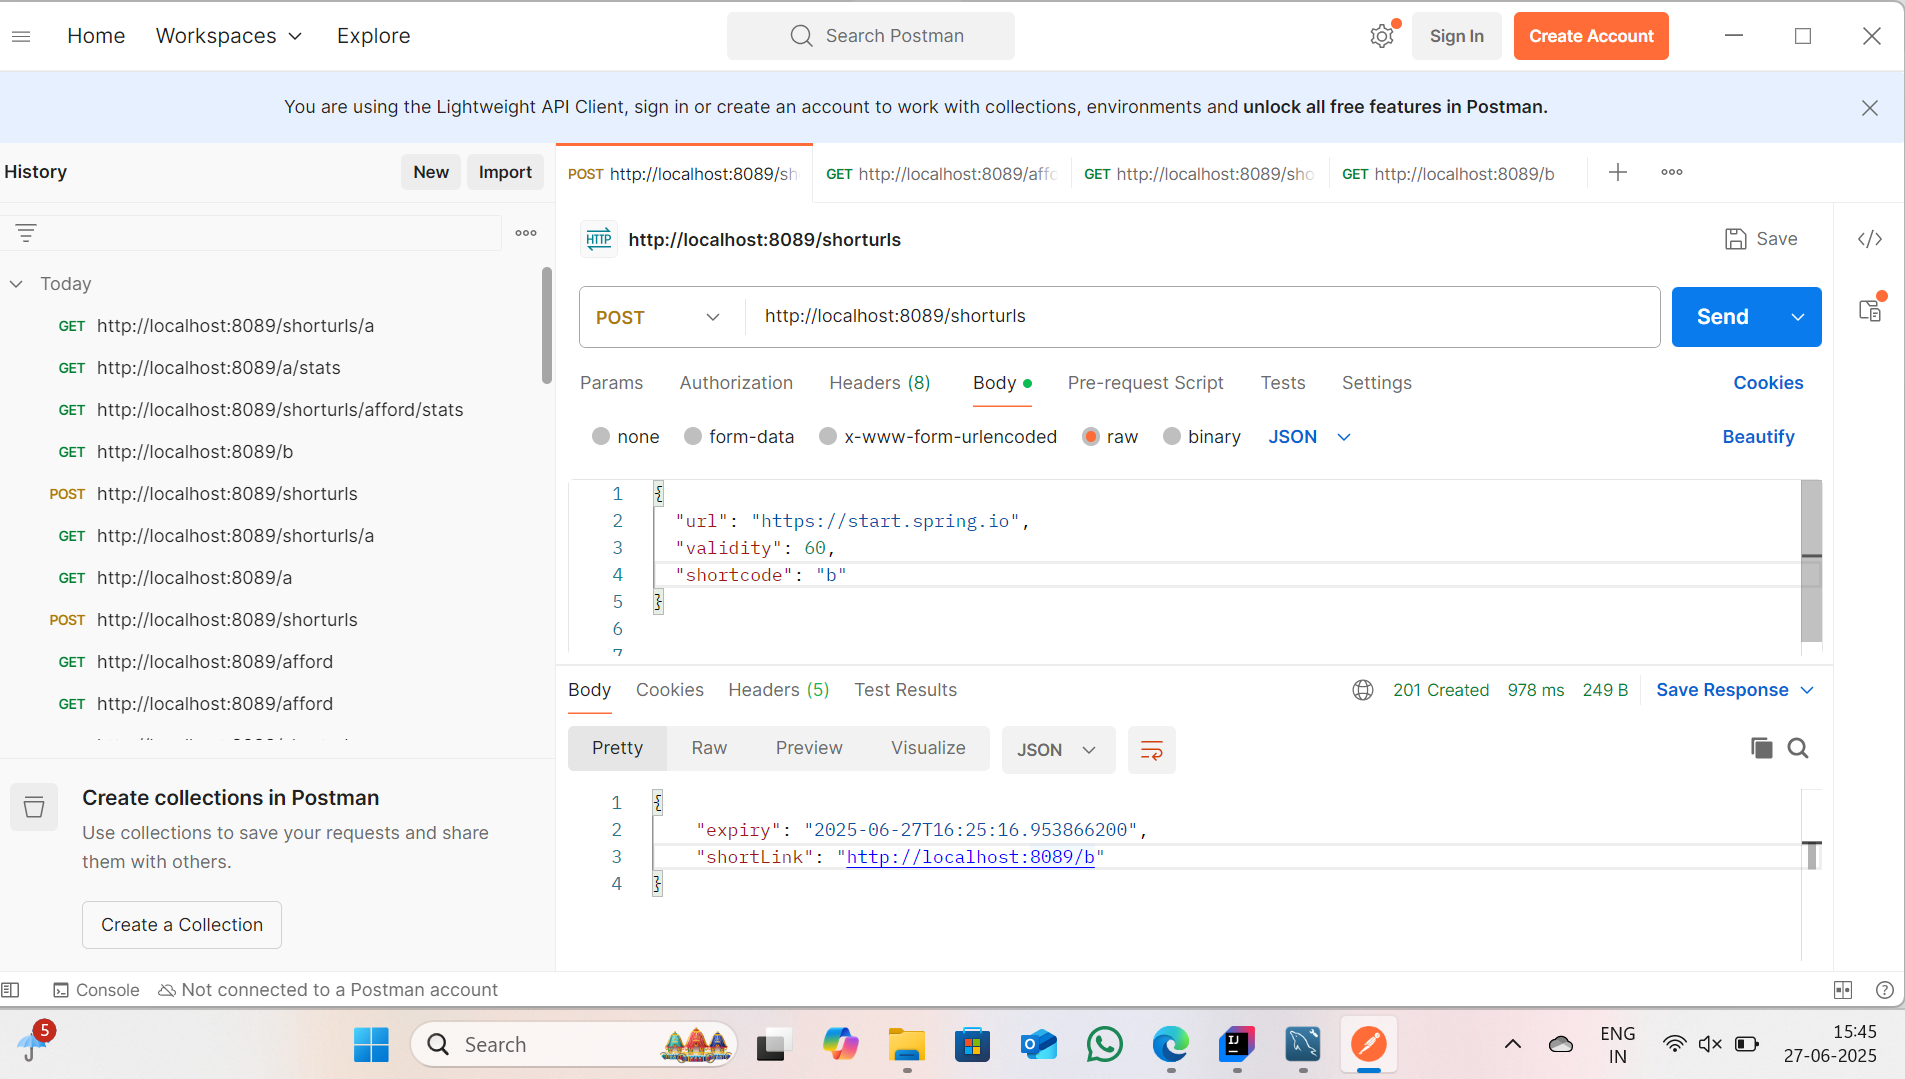 Home
Workspaces
Explore
Search Postman
Sign In
Create Account
You are using the Lightweight API Client, sign in or create an account to work with collections, environments and unlock all free features in Postman.
History
New
Import
Today
GET http://localhost:8089/shorturls/a
GET http://localhost:8089/a/stats
GET http://localhost:8089/shorturls/afford/stats
GET http://localhost:8089/b
POST http://localhost:8089/shorturls
GET http://localhost:8089/shorturls/a
GET http://localhost:8089/a
POST http://localhost:8089/shorturls
GET http://localhost:8089/afford
GET http://localhost:8089/afford
Create collections in Postman
Use collections to save your requests and share
them with others.
Create a Collection
POST http://localhost:8089/sh
GET http://localhost:8089/affo
GET http://localhost:8089/sho
GET http://localhost:8089/b
HTTP http://localhost:8089/shorturls
Save
POST
http://localhost:8089/shorturls
Send
Params
Authorization
Headers (8)
Body
Pre-request Script
Tests
Settings
Cookies
none
form-data
x-www-form-urlencoded
raw
binary
JSON
Beautify
1 {
2 "url": "https://start.spring.io",
3 "validity": 60,
4 "shortcode": "b"
5 }
6
7
Body
Cookies
Headers (5)
Test Results
201 Created
978 ms
249 B
Save Response
Pretty
Raw
Preview
Visualize
JSON
1 {
2 "expiry": "2025-06-27T16:25:16.953866200",
3 "shortLink": "http://localhost:8089/b"
4 }
Console
Not connected to a Postman account
5
Search
ENG
IN
15:45
27-06-2025